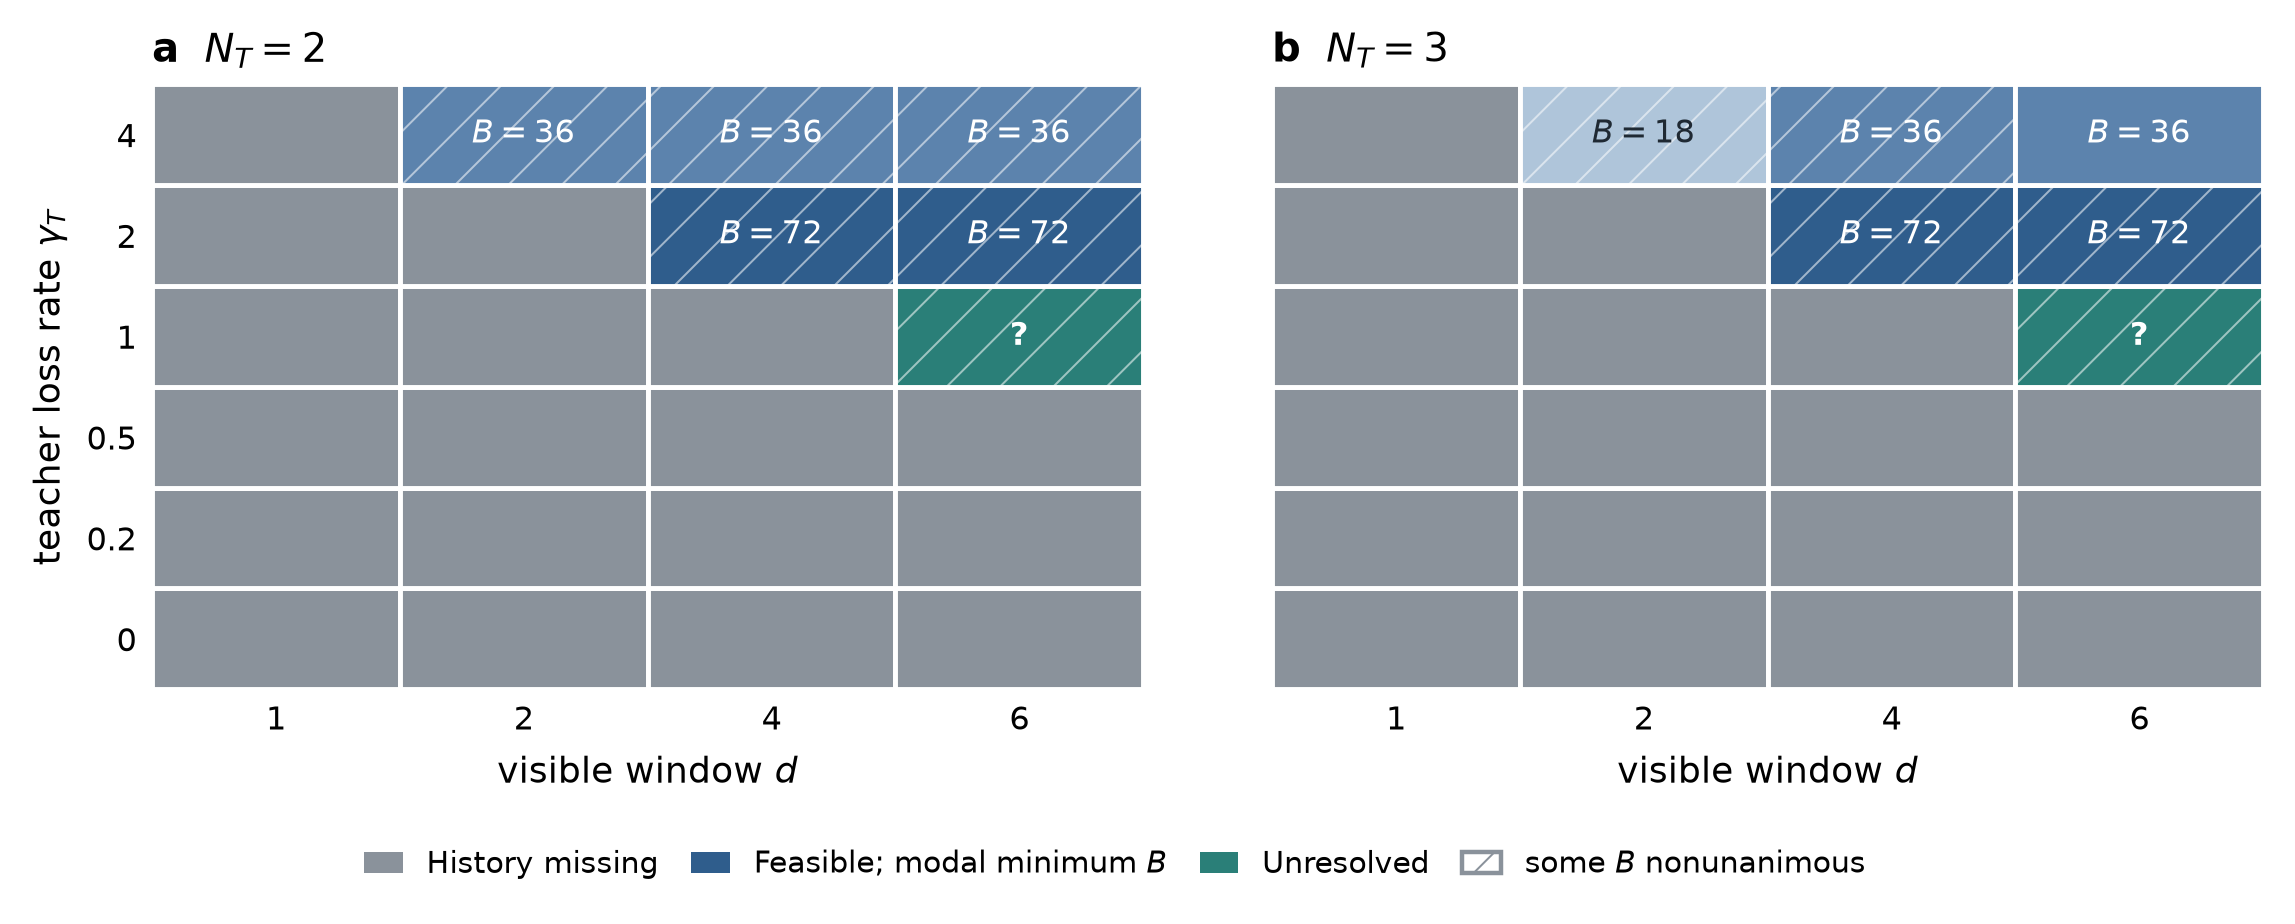 a N_T = 2
b N_T = 3
teacher loss rate γ_T
4
B = 36
B = 36
B = 36
B = 18
B = 36
B = 36
2
B = 72
B = 72
B = 72
B = 72
1
?
?
0.5
0.2
0
1 2 4 6
1 2 4 6
visible window d
visible window d
History missing
Feasible; modal minimum B
Unresolved
some B nonunanimous